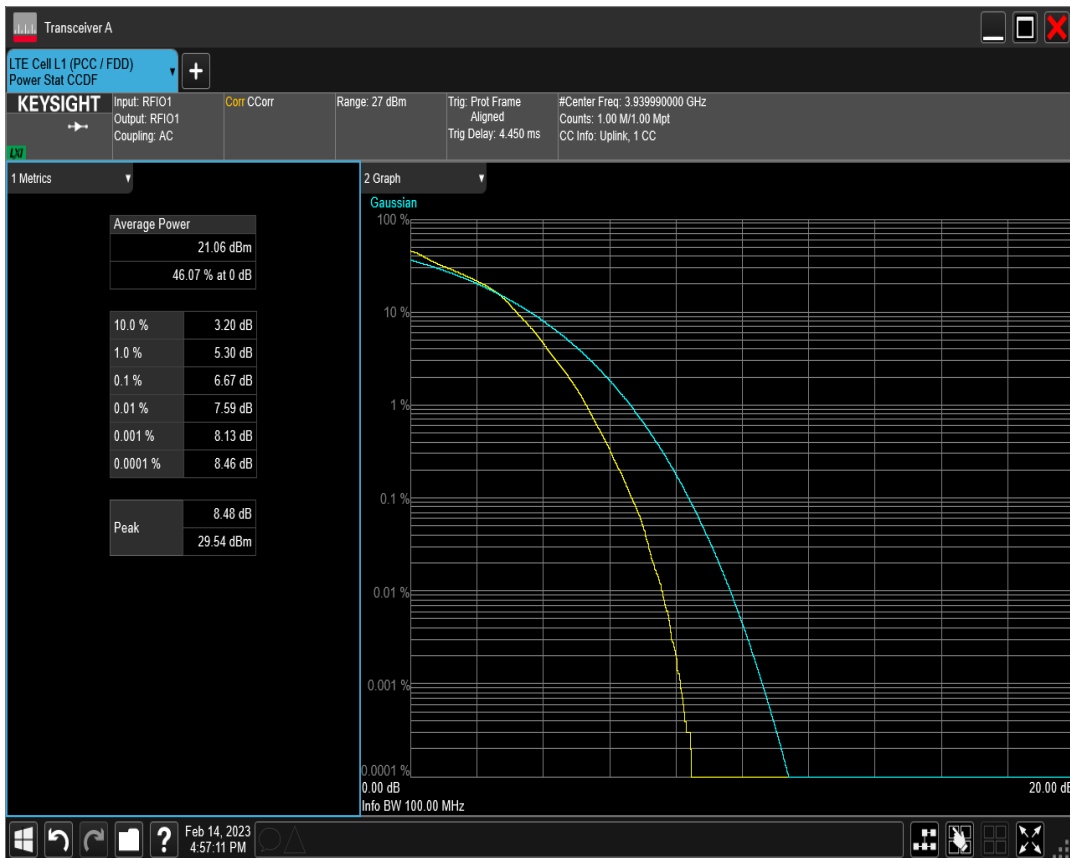 Transceiver A
LTE Cell L1 (PCC / FDD)
Power Stat CCDF
KEYSIGHT
LXI
Input: RFIO1
Output: RFIO1
Coupling: AC
Corr CCorr
Range: 27 dBm
Trig: Prot Frame
Aligned
Trig Delay: 4.450 ms
#Center Freq: 3.939990000 GHz
Counts: 1.00 M/1.00 Mpt
CC Info: Uplink, 1 CC
1 Metrics
Average Power
21.06 dBm
46.07 % at 0 dB
10.0 % 3.20 dB
1.0 % 5.30 dB
0.1 % 6.67 dB
0.01 % 7.59 dB
0.001 % 8.13 dB
0.0001 % 8.46 dB
Peak 8.48 dB
29.54 dBm
2 Graph
Gaussian
100 %
10 %
1 %
0.1 %
0.01 %
0.001 %
0.0001 %
0.00 dB 20.00 dB
Info BW 100.00 MHz
Feb 14, 2023
4:57:11 PM